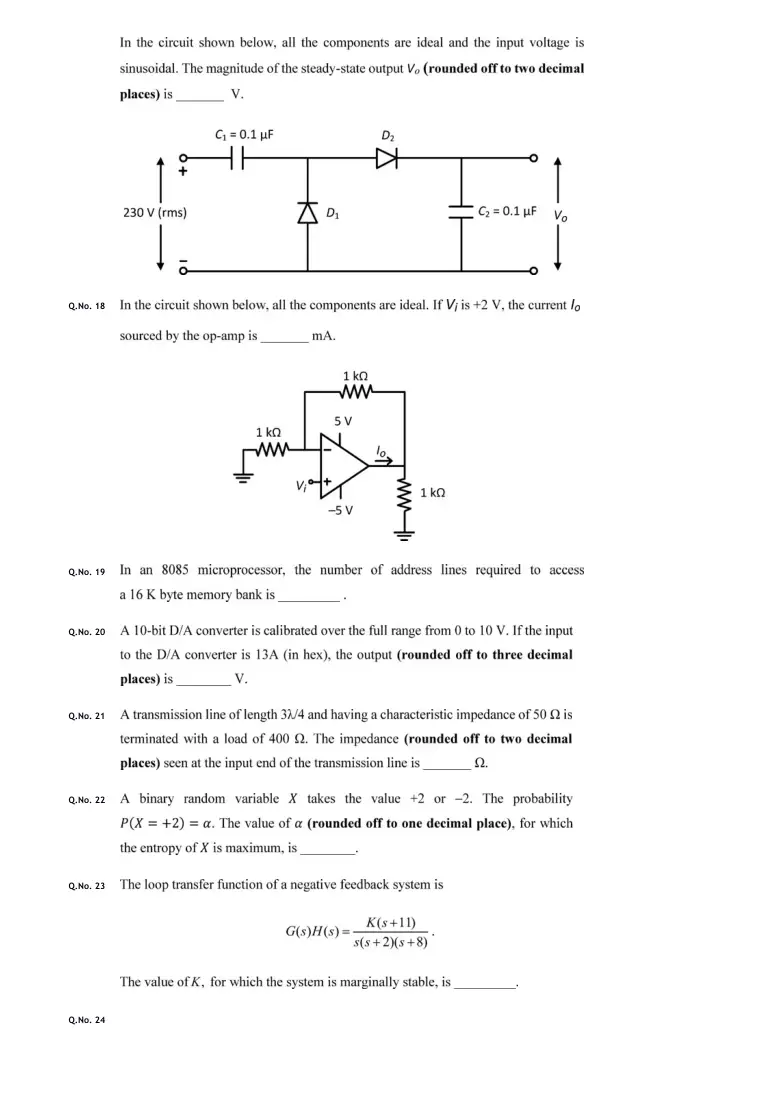 In the circuit shown below, all the components are ideal and the input voltage is
sinusoidal. The magnitude of the steady-state output Vₒ (rounded off to two decimal
places) is _______ V.
C₁ = 0.1 μF
D₂
+
230 V (rms)
D₁
C₂ = 0.1 μF
Vₒ
–
Q.No. 18 In the circuit shown below, all the components are ideal. If Vᵢ is +2 V, the current Iₒ
sourced by the op-amp is _______ mA.
1 kΩ
5 V
1 kΩ
–
Iₒ
Vᵢ
+
1 kΩ
–5 V
Q.No. 19 In an 8085 microprocessor, the number of address lines required to access
a 16 K byte memory bank is _________ .
Q.No. 20 A 10-bit D/A converter is calibrated over the full range from 0 to 10 V. If the input
to the D/A converter is 13A (in hex), the output (rounded off to three decimal
places) is ________ V.
Q.No. 21 A transmission line of length 3λ/4 and having a characteristic impedance of 50 Ω is
terminated with a load of 400 Ω. The impedance (rounded off to two decimal
places) seen at the input end of the transmission line is _______ Ω.
Q.No. 22 A binary random variable X takes the value +2 or −2. The probability
P(X = +2) = α. The value of α (rounded off to one decimal place), for which
the entropy of X is maximum, is ________.
Q.No. 23 The loop transfer function of a negative feedback system is
G(s)H(s) = K(s+11) / s(s+2)(s+8) .
The value of K, for which the system is marginally stable, is _________.
Q.No. 24